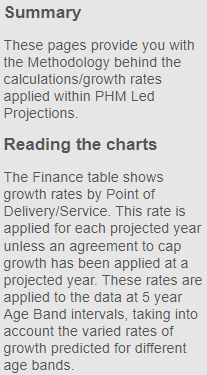 Summary
These pages provide you with
the Methodology behind the
calculations/growth rates
applied within PHM Led
Projections.
Reading the charts
The Finance table shows
growth rates by Point of
Delivery/Service. This rate is
applied for each projected year
unless an agreement to cap
growth has been applied at a
projected year. These rates are
applied to the data at 5 year
Age Band intervals, taking into
account the varied rates of
growth predicted for different
age bands.